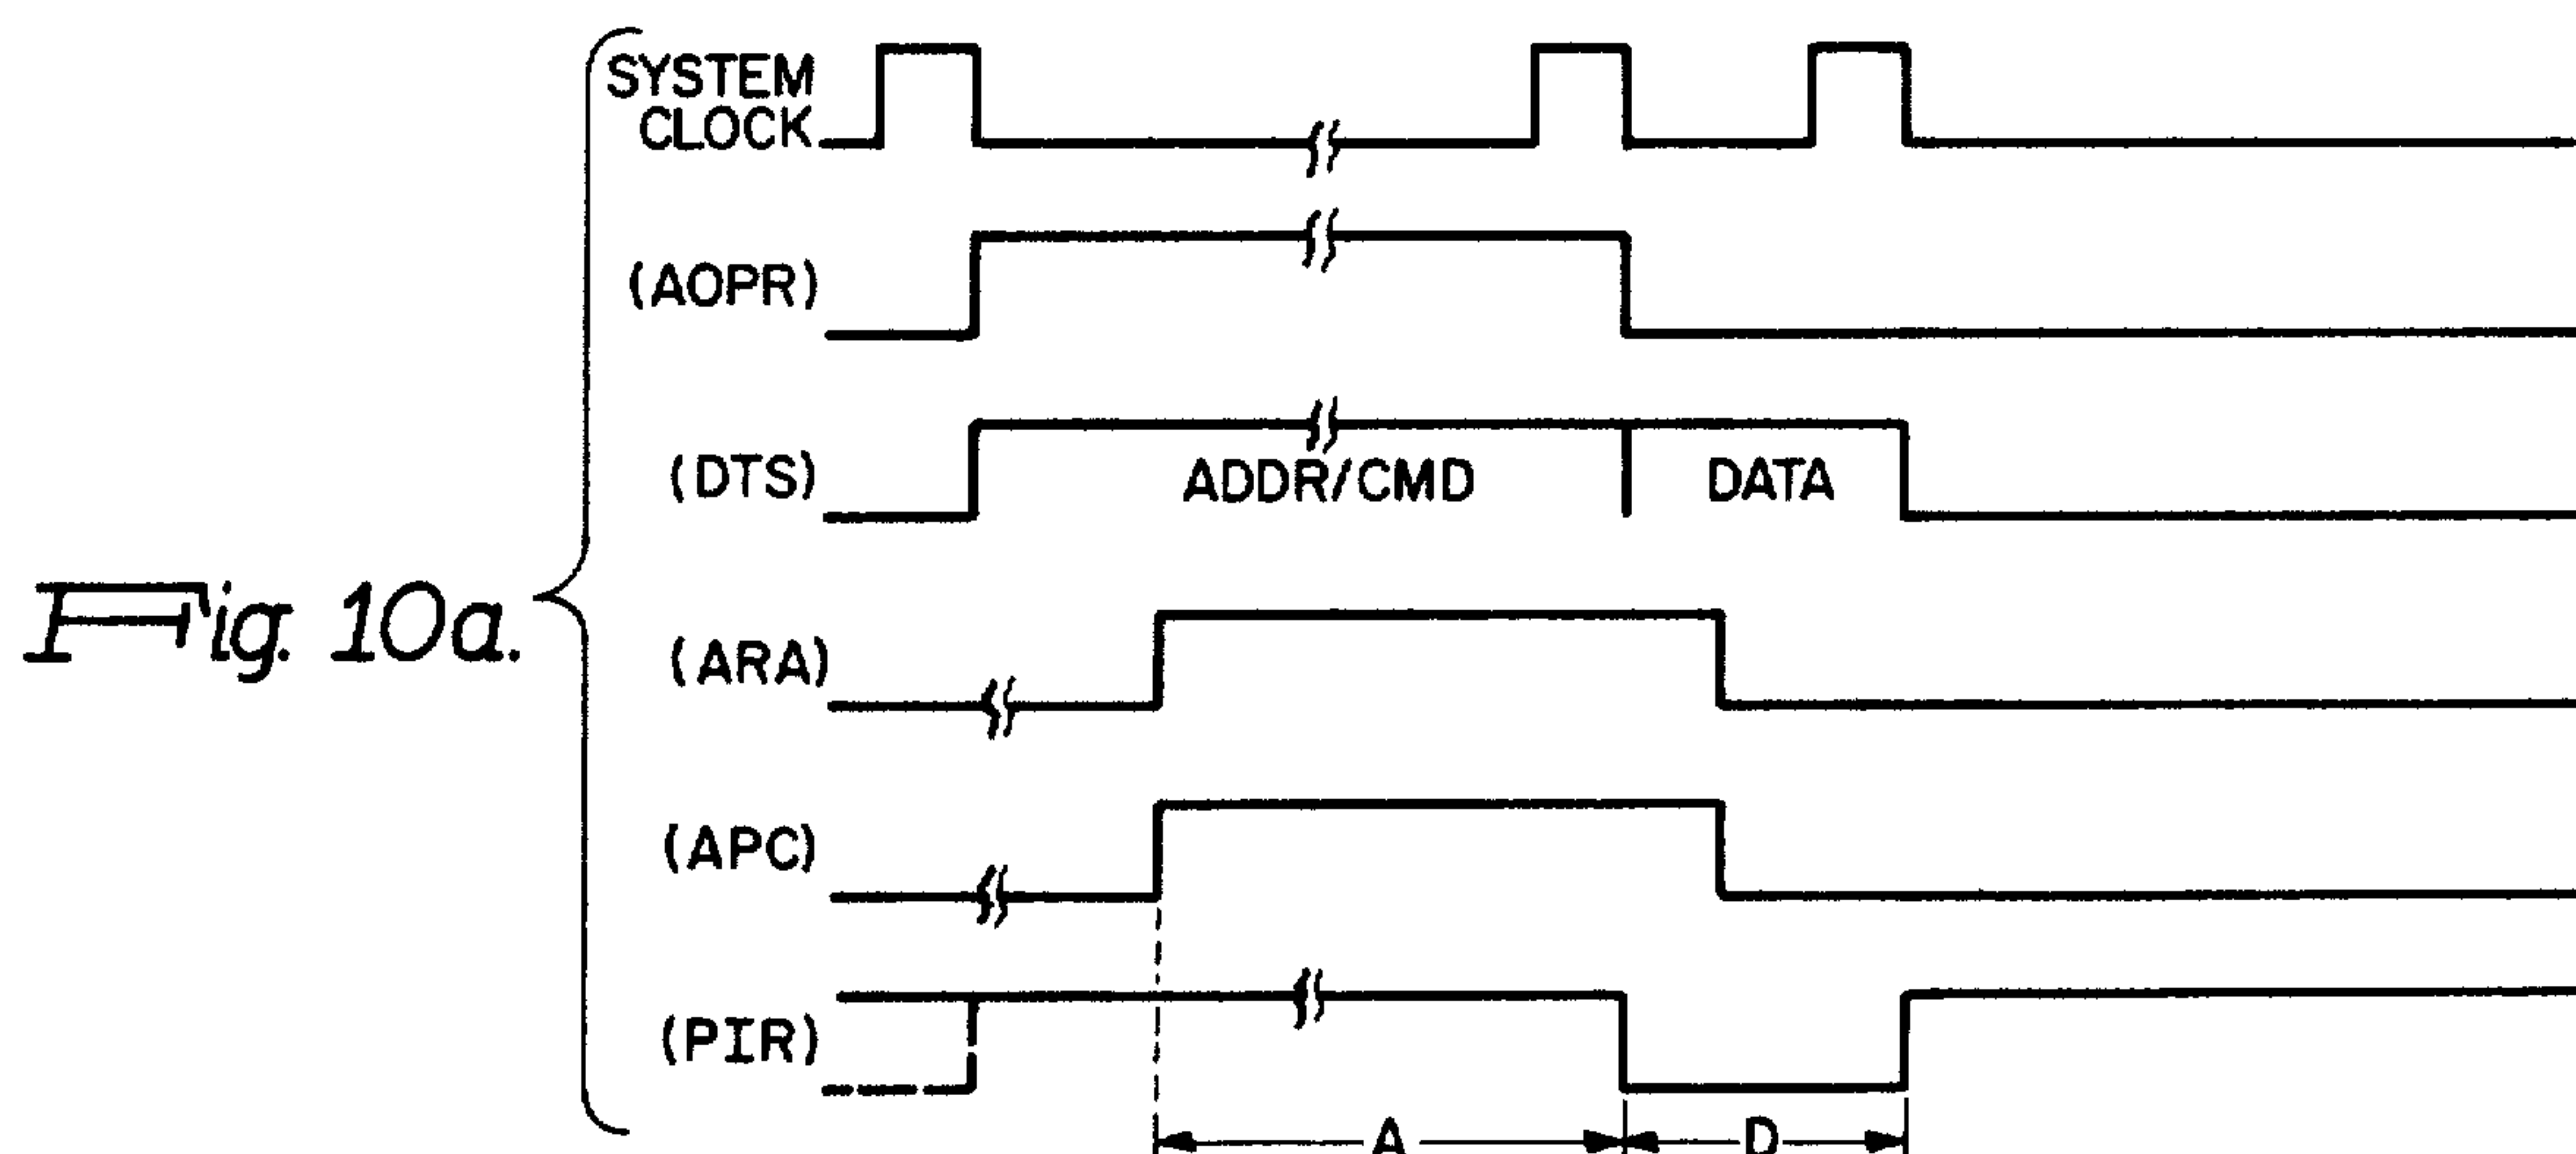 SYSTEM
CLOCK
(AOPR)
(DTS)
ADDR/CMD
DATA
Fig. 10a.
(ARA)
(APC)
(PIR)
A
D